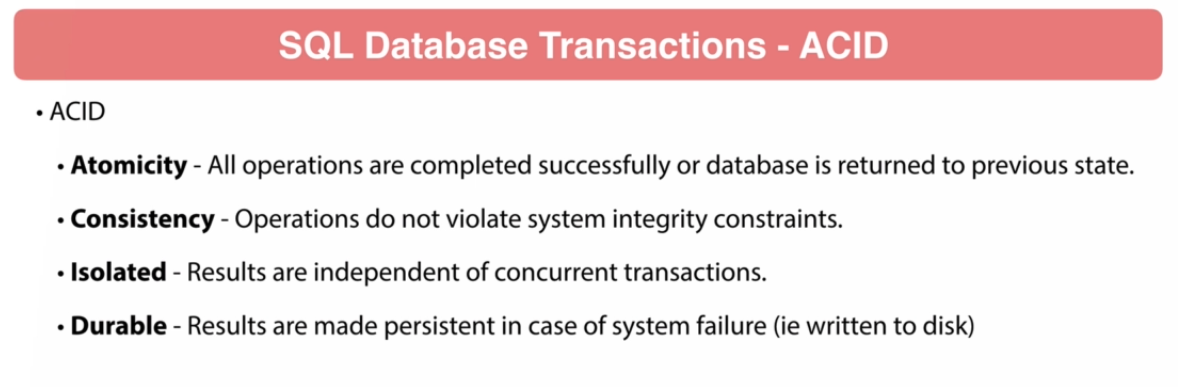 SQL Database Transactions - ACID
• ACID
• Atomicity - All operations are completed successfully or database is returned to previous state.
• Consistency - Operations do not violate system integrity constraints.
• Isolated - Results are independent of concurrent transactions.
• Durable - Results are made persistent in case of system failure (ie written to disk)